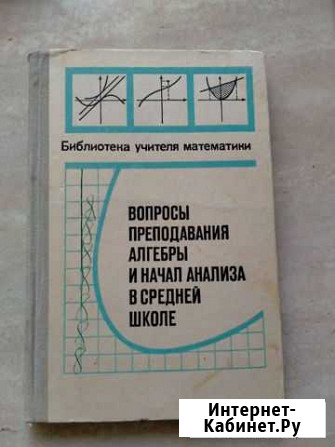 Библиотека учителя математики
ВОПРОСЫ
ПРЕПОДАВАНИЯ
АЛГЕБРЫ
И НАЧАЛ АНАЛИЗА
В СРЕДНЕЙ
ШКОЛЕ
Интернет-
Кабинет.Ру